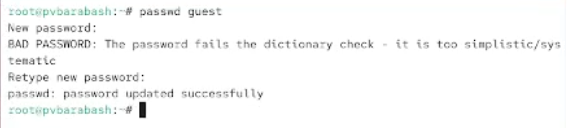 root@pvbarabash:~# passwd guest
New password:
BAD PASSWORD: The password fails the dictionary check - it is too simplistic/sys
tematic
Retype new password:
passwd: password updated successfully
root@pvbarabash:~#